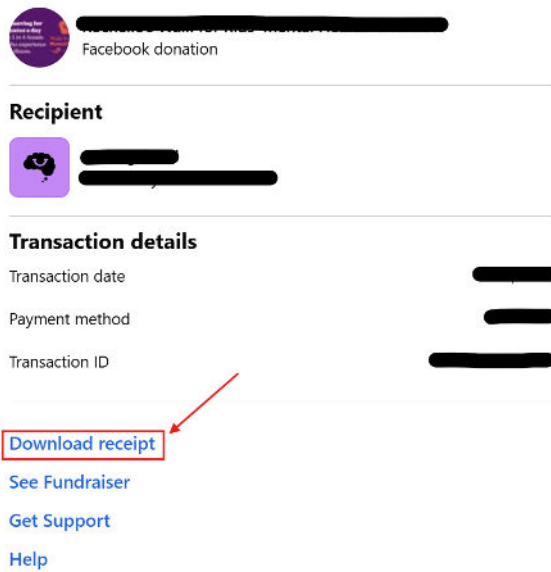 Facebook donation
Recipient
Transaction details
Transaction date
Payment method
Transaction ID
Download receipt
See Fundraiser
Get Support
Help